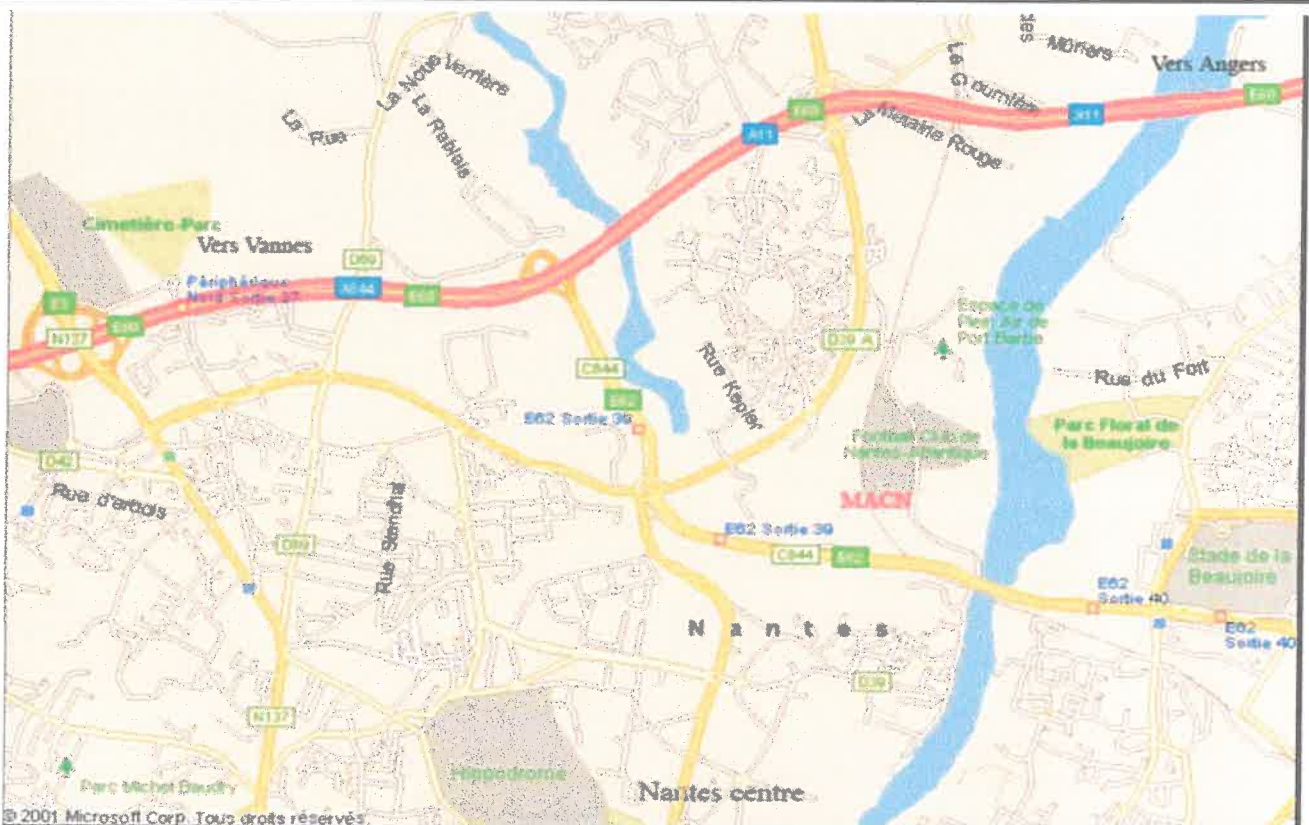 des Mûriers
Vers Angers
La Noue Verrière
La Rablais
La Rue
E60
E60
A11
A11
La Métairie Rouge
Cimetière-Parc
Vers Vannes
D69
Périphérique
Nord Sortie 37
A844
E60
E3
E60
N137
C844
E62
D39 A
Espace de
Plein Air de
Port Barbe
Rue Kepler
Rue du Fort
E62 Sortie 39
Parc Floral de
la Beaujoire
Football Club de
Nantes Atlantique
D42
MACN
Rue Stendhal
E62 Sortie 39
C844
E62
D69
Stade de la
Beaujoire
E62
Sortie 40
E62
Sortie 40
Nantes
D39
N137
Hippodrome
Parc Michel Baudry
Nantes centre
© 2001 Microsoft Corp. Tous droits réservés.